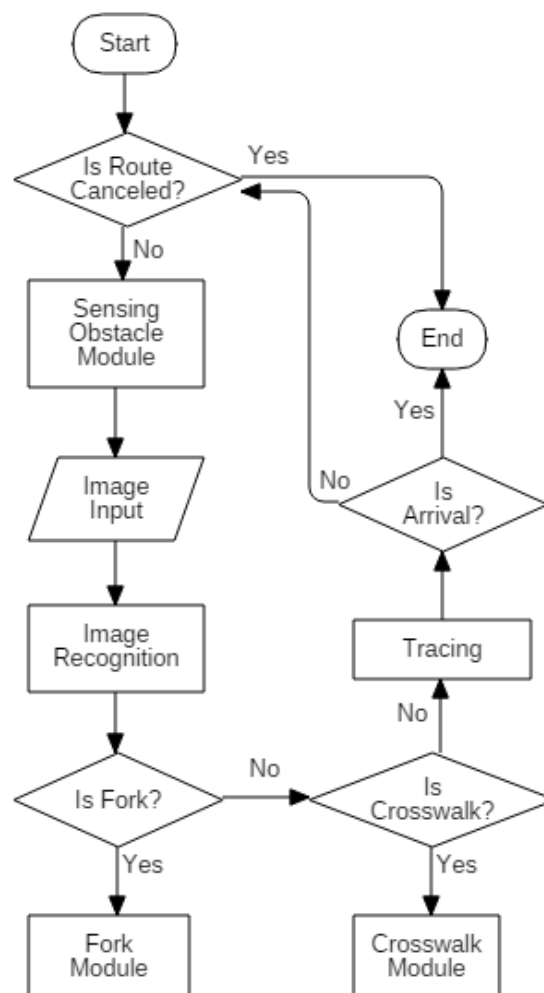 Start
Is Route
Canceled?
Yes
No
Sensing
Obstacle
Module
End
Yes
Image
Input
No
Is
Arrival?
Image
Recognition
Tracing
No
Is Fork?
No
Is
Crosswalk?
Yes
Yes
Fork
Module
Crosswalk
Module